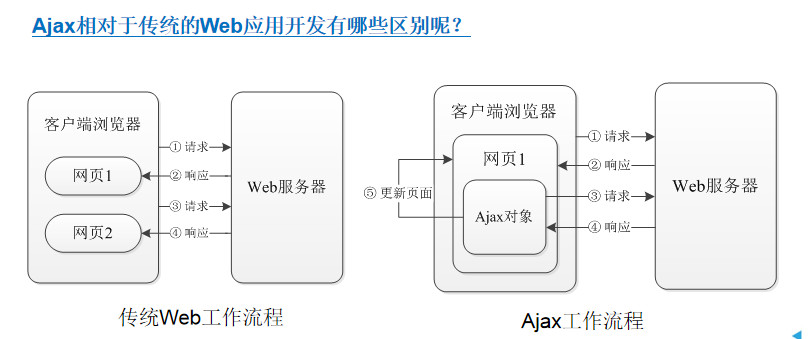 Ajax相对于传统的Web应用开发有哪些区别呢？
客户端浏览器
网页1
网页2
① 请求
② 响应
③ 请求
④ 响应
Web服务器
传统Web工作流程
客户端浏览器
网页1
Ajax对象
⑤ 更新页面
① 请求
② 响应
③ 请求
④ 响应
Web服务器
Ajax工作流程